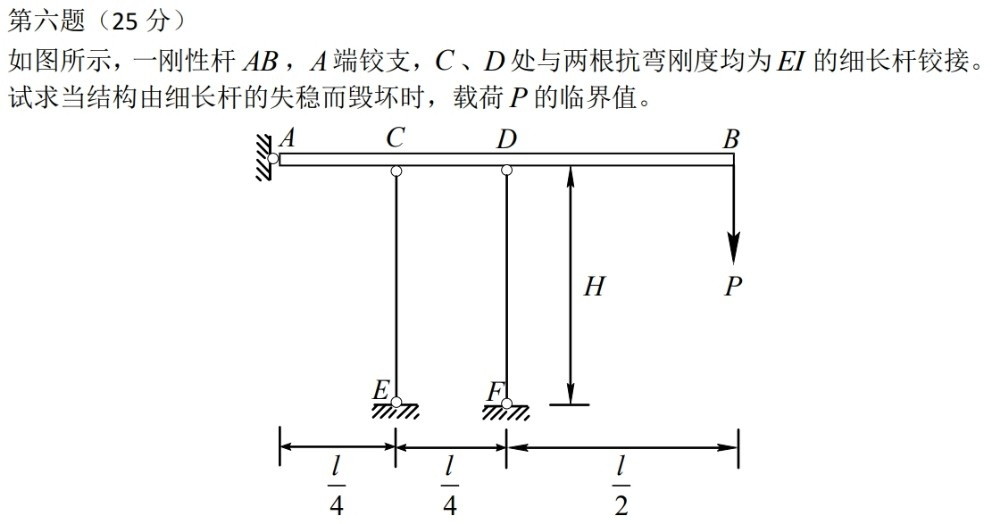 第六题（25 分）
如图所示，一刚性杆 AB，A 端铰支，C、D 处与两根抗弯刚度均为 EI 的细长杆铰接。
试求当结构由细长杆的失稳而毁坏时，载荷 P 的临界值。
A C D B
H P
E F
l/4 l/4 l/2